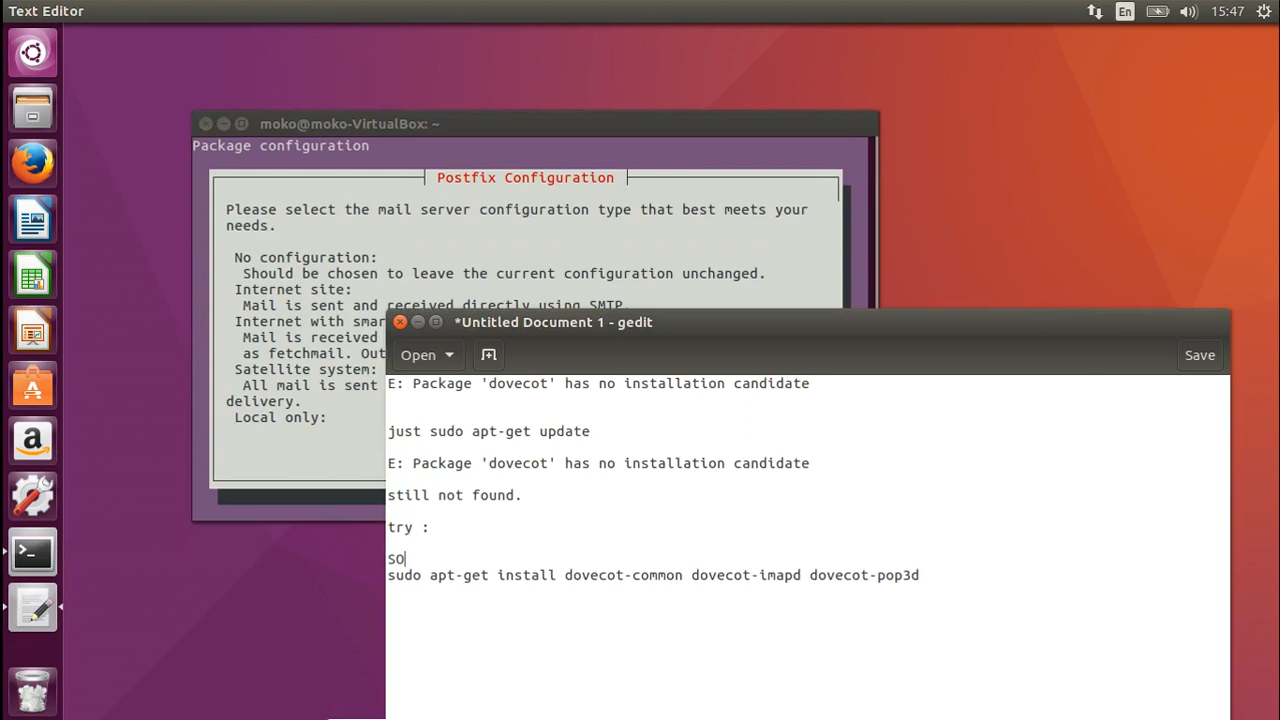 Text Editor
En
15:47
moko@moko-VirtualBox: ~
Package configuration
Postfix Configuration
Please select the mail server configuration type that best meets your
needs.
No configuration:
Should be chosen to leave the current configuration unchanged.
Internet site:
Mail is sent and received directly using SMTP.
Internet with smar
Mail is received
as fetchmail. Out
Satellite system:
All mail is sent
delivery.
Local only:
*Untitled Document 1 - gedit
Open
Save
E: Package 'dovecot' has no installation candidate
just sudo apt-get update
E: Package 'dovecot' has no installation candidate
still not found.
try :
SO
sudo apt-get install dovecot-common dovecot-imapd dovecot-pop3d